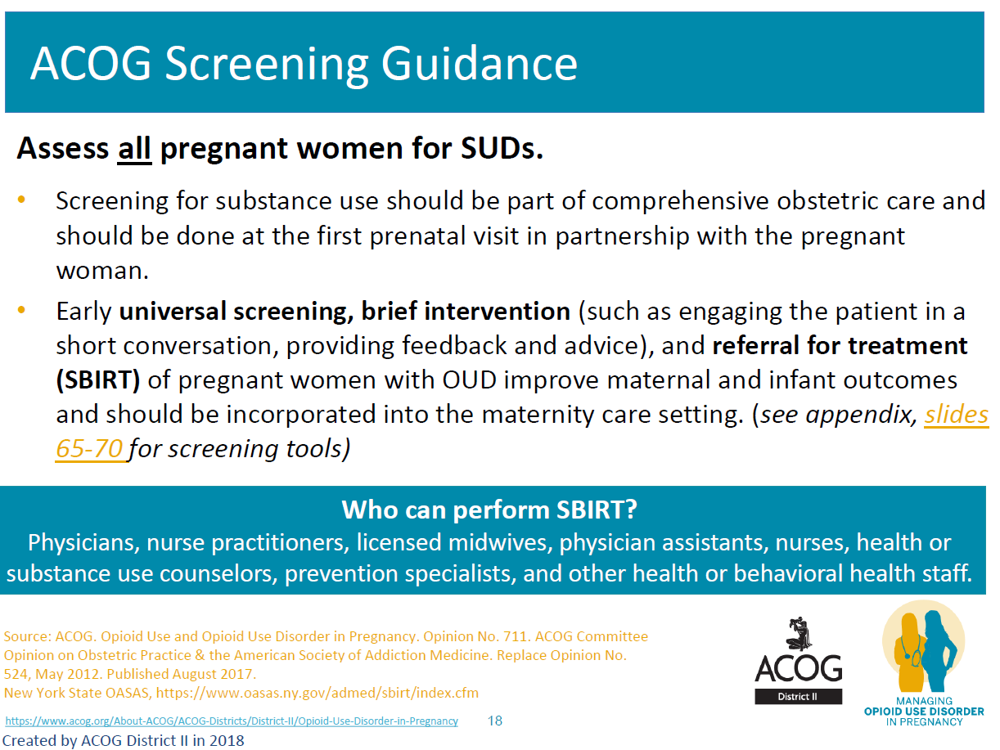 ACOG Screening Guidance
Assess all pregnant women for SUDs.
• Screening for substance use should be part of comprehensive obstetric care and
should be done at the first prenatal visit in partnership with the pregnant
woman.
• Early universal screening, brief intervention (such as engaging the patient in a
short conversation, providing feedback and advice), and referral for treatment
(SBIRT) of pregnant women with OUD improve maternal and infant outcomes
and should be incorporated into the maternity care setting. (see appendix, slides
65-70 for screening tools)
Who can perform SBIRT?
Physicians, nurse practitioners, licensed midwives, physician assistants, nurses, health or
substance use counselors, prevention specialists, and other health or behavioral health staff.
Source: ACOG. Opioid Use and Opioid Use Disorder in Pregnancy. Opinion No. 711. ACOG Committee
Opinion on Obstetric Practice & the American Society of Addiction Medicine. Replace Opinion No.
524, May 2012. Published August 2017.
New York State OASAS, https://www.oasas.ny.gov/admed/sbirt/index.cfm
https://www.acog.org/About-ACOG/ACOG-Districts/District-II/Opioid-Use-Disorder-in-Pregnancy
18
Created by ACOG District II in 2018
ACOG
District II
MANAGING
OPIOID USE DISORDER
IN PREGNANCY